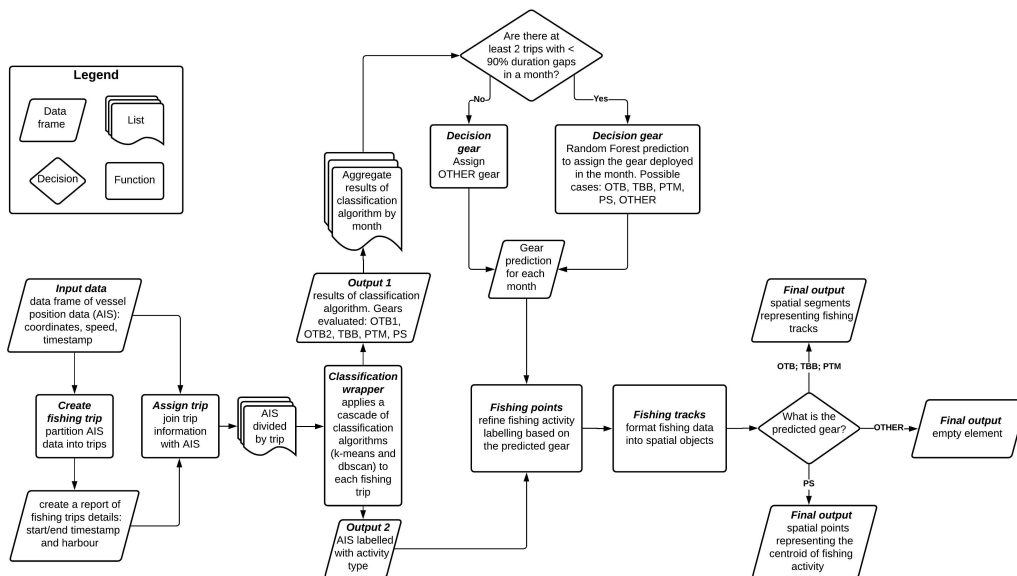 Legend
Data
frame
List
Decision
Function
Are there at
least 2 trips with <
90% duration gaps
in a month?
No
Yes
Decision
gear
Assign
OTHER gear
Decision gear
Random Forest prediction
to assign the gear deployed
in the month. Possible
cases: OTB, TBB, PTM,
PS, OTHER
Aggregate
results of
classification
algorithm by
month
Gear
prediction
for each
month
Input data
data frame of vessel
position data (AIS):
coordinates, speed,
timestamp
Output 1
results of classification
algorithm. Gears
evaluated: OTB1,
OTB2, TBB, PTM, PS
Create
fishing trip
partition AIS
data into trips
Assign trip
join trip
information
with AIS
AIS
divided
by trip
Classification
wrapper
applies a
cascade of
classification
algorithms
(k-means and
dbscan) to
each fishing
trip
create a report of
fishing trips details:
start/end timestamp
and harbour
Output 2
AIS labelled
with activity
type
Fishing points
refine fishing activity
labelling based on
the predicted gear
Fishing tracks
format fishing data
into spatial objects
What is the
predicted gear?
Final output
spatial segments
representing fishing
tracks
OTB; TBB; PTM
OTHER
Final output
empty element
PS
Final output
spatial points
representing the
centroid of fishing
activity